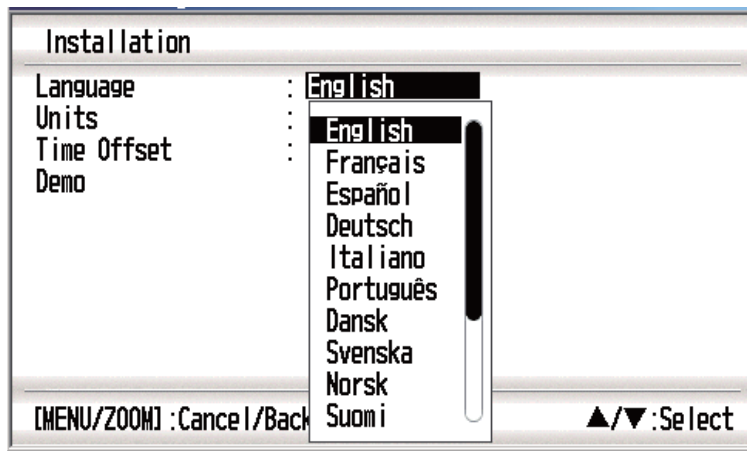 Installation
Language : English
Units :
Time Offset :
Demo
English
Français
Español
Deutsch
Italiano
Português
Dansk
Svenska
Norsk
Suomi
[MENU/ZOOM]:Cancel/Back
▲/▼:Select